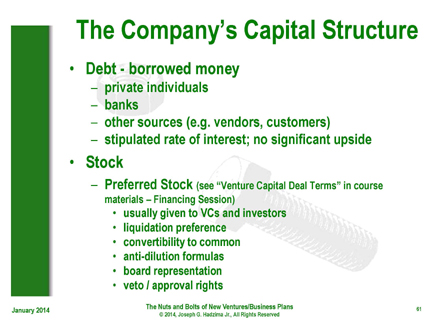 The Company's Capital Structure
• Debt - borrowed money
– private individuals
– banks
– other sources (e.g. vendors, customers)
– stipulated rate of interest; no significant upside
• Stock
– Preferred Stock (see “Venture Capital Deal Terms” in course
materials – Financing Session)
• usually given to VCs and investors
• liquidation preference
• convertibility to common
• anti-dilution formulas
• board representation
• veto / approval rights
January 2014
The Nuts and Bolts of New Ventures/Business Plans
© 2014, Joseph G. Hadzima Jr., All Rights Reserved
61